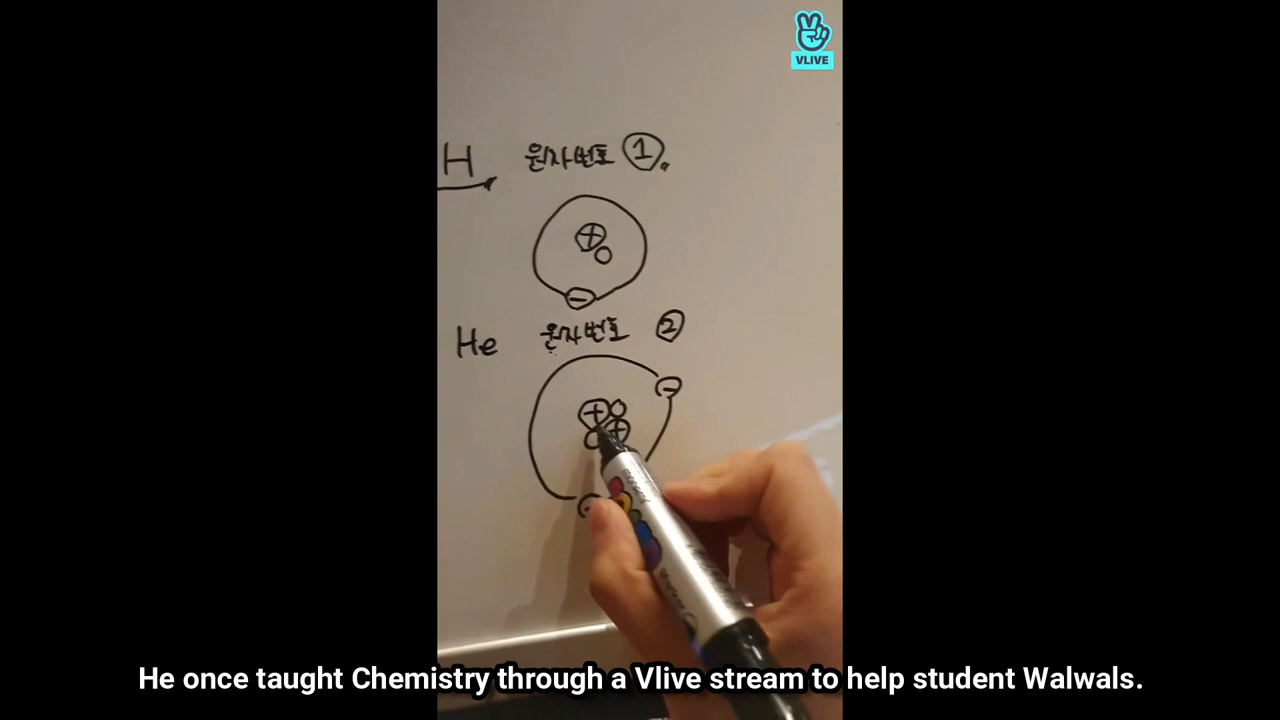 VLIVE
H 원자번호 1.
+
-
He 원자번호 2
-
+
+
-
He once taught Chemistry through a Vlive stream to help student Walwals.